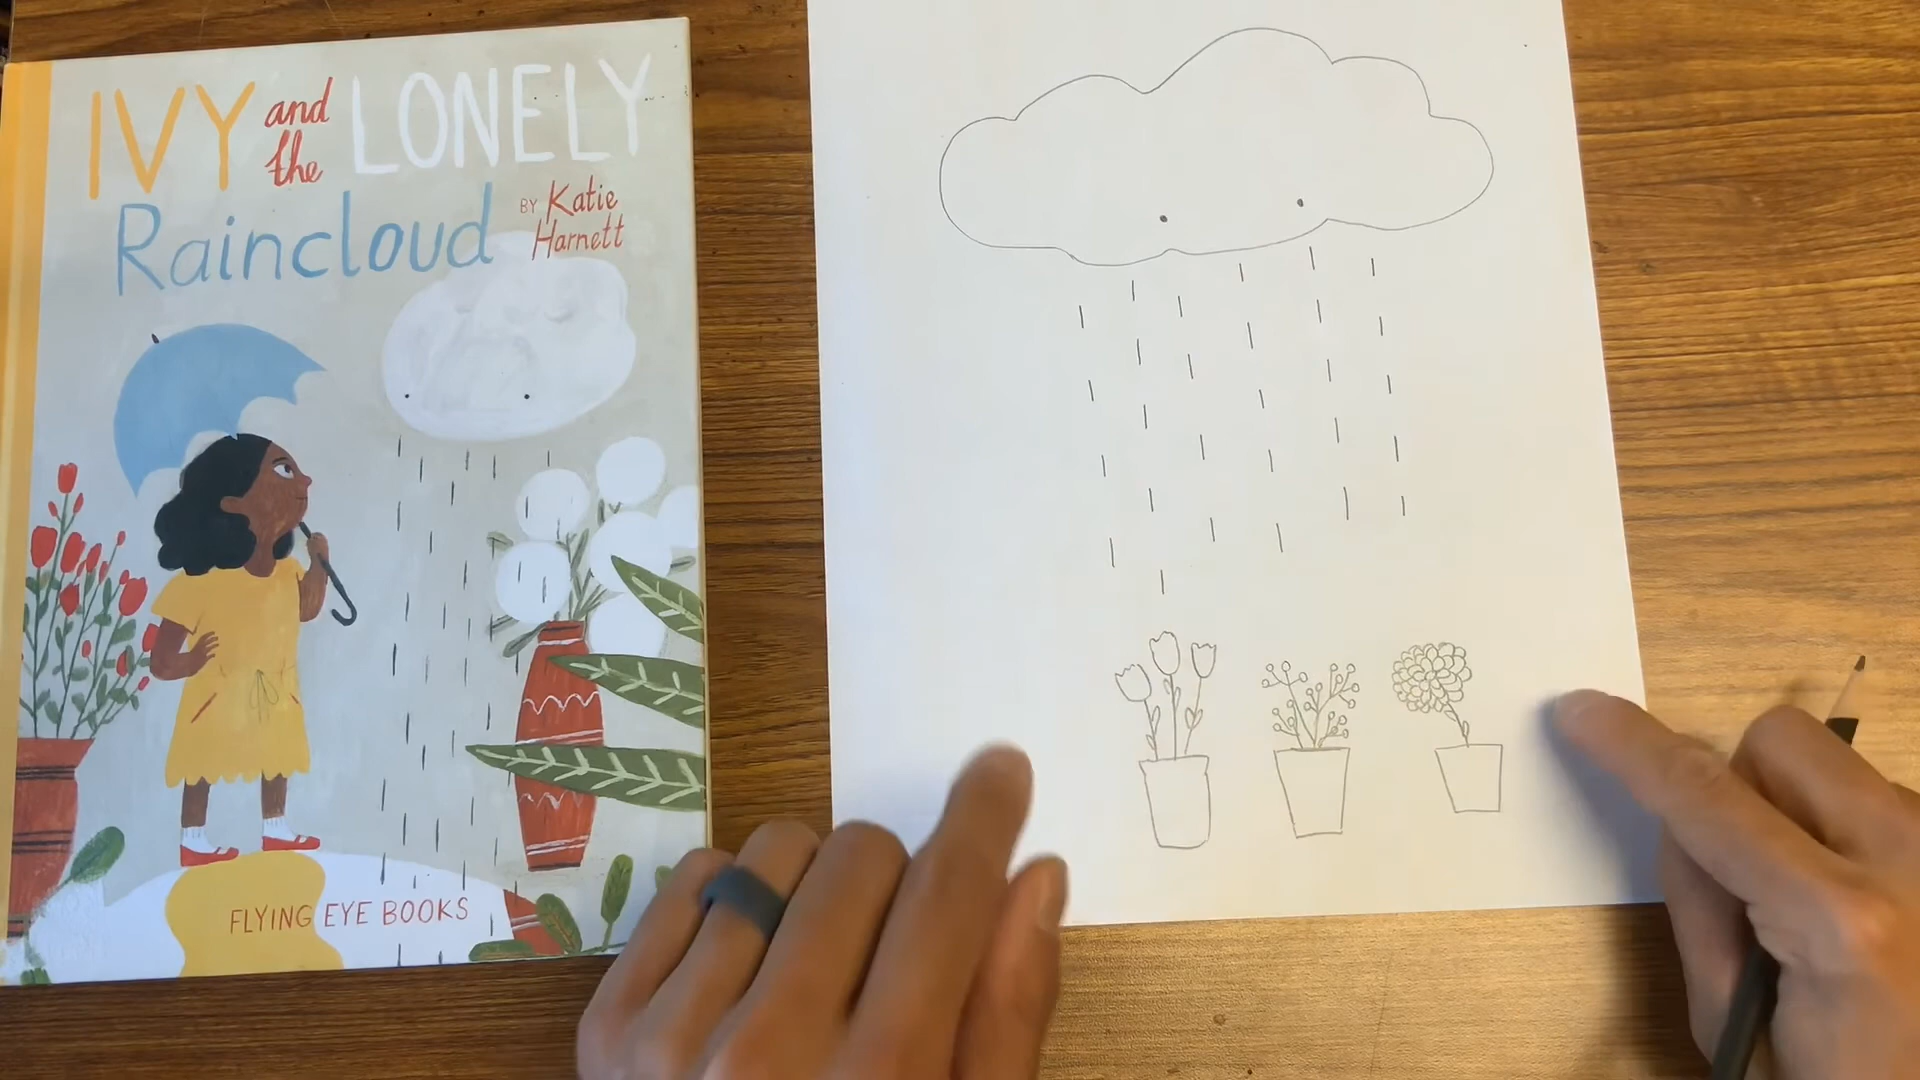 IVY and the LONELY
Raincloud
BY Katie
Harnett
FLYING EYE BOOKS